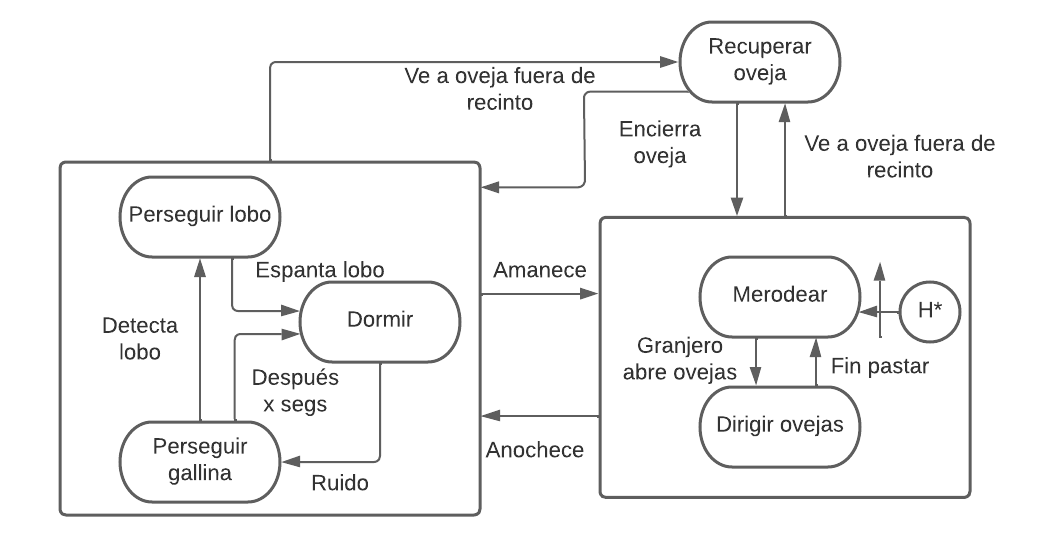 Recuperar
oveja
Ve a oveja fuera de
recinto
Encierra
oveja
Ve a oveja fuera de
recinto
Perseguir lobo
Espanta lobo
Dormir
Detecta
lobo
Después
x segs
Perseguir
gallina
Ruido
Amanece
Anochece
Merodear
H*
Granjero
abre ovejas
Fin pastar
Dirigir ovejas